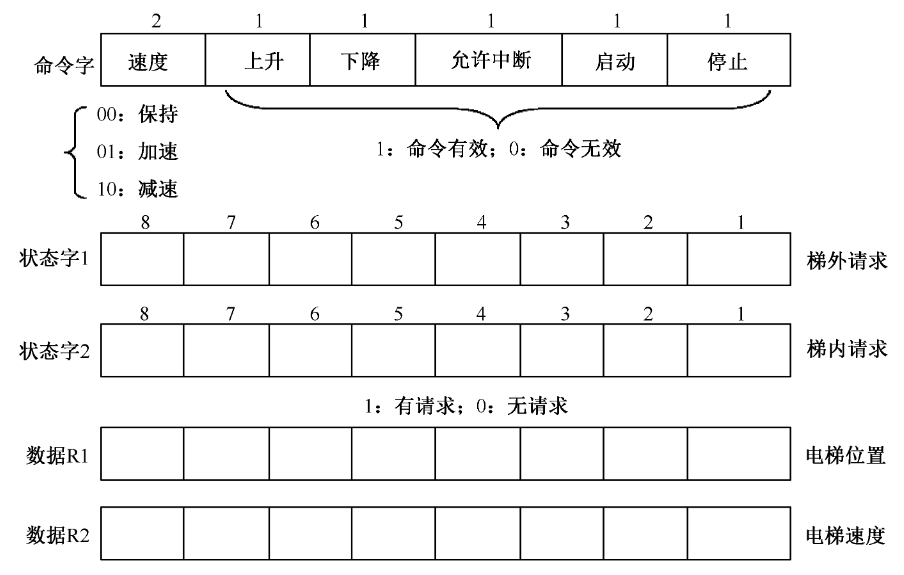 2 1 1 1 1 1
命令字 速度 上升 下降 允许中断 启动 停止
00：保持
01：加速
10：减速
1：命令有效；0：命令无效
8 7 6 5 4 3 2 1
状态字1 梯外请求
8 7 6 5 4 3 2 1
状态字2 梯内请求
1：有请求；0：无请求
数据R1 电梯位置
数据R2 电梯速度